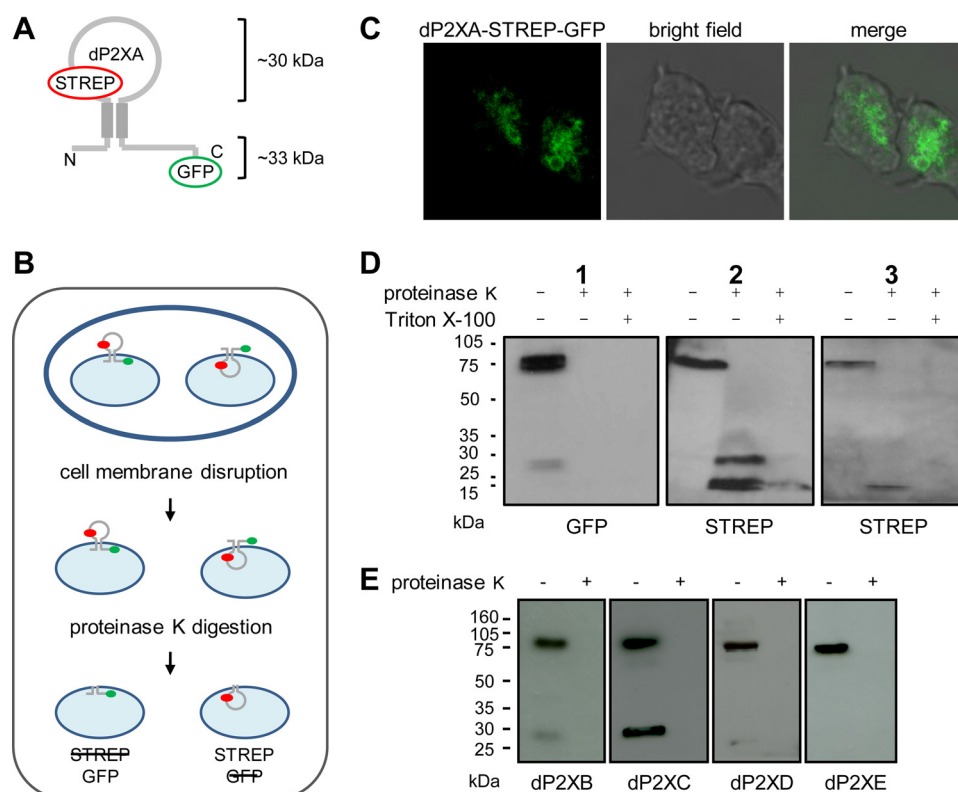 A
dP2XA
STREP
~30 kDa
N
C
GFP
~33 kDa
B
cell membrane disruption
proteinase K digestion
STREP STREP
GFP GFP
C
dP2XA-STREP-GFP bright field merge
D
1 2 3
proteinase K – + + – + + – + +
Triton X-100 – – + – – + – – +
105 -
75 -
50 -
35 -
30 -
25 -
15 -
kDa GFP STREP STREP
E
proteinase K - + - + - + - +
160 -
105 -
75 -
50 -
30 -
25 -
kDa dP2XB dP2XC dP2XD dP2XE